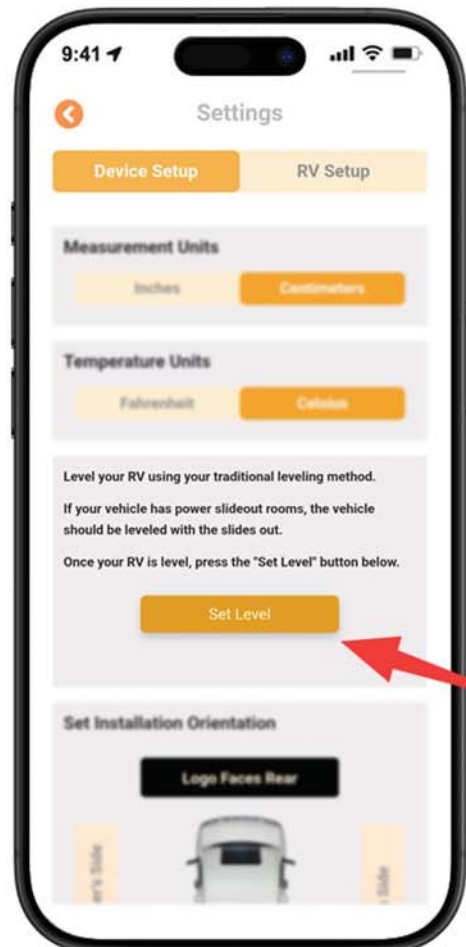 9:41
Settings
Device Setup
RV Setup
Measurement Units
Inches
Centimeters
Temperature Units
Fahrenheit
Celsius
Level your RV using your traditional leveling method.
If your vehicle has power slideout rooms, the vehicle
should be leveled with the slides out.
Once your RV is level, press the "Set Level" button below.
Set Level
Set Installation Orientation
Logo Faces Rear
er's Side
Side